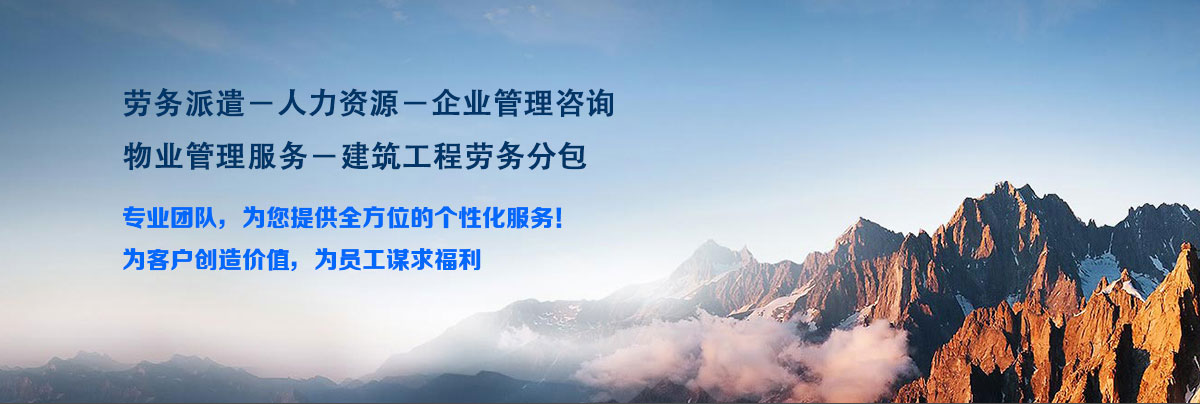 劳务派遣－人力资源－企业管理咨询
物业管理服务－建筑工程劳务分包
专业团队，为您提供全方位的个性化服务！
为客户创造价值，为员工谋求福利